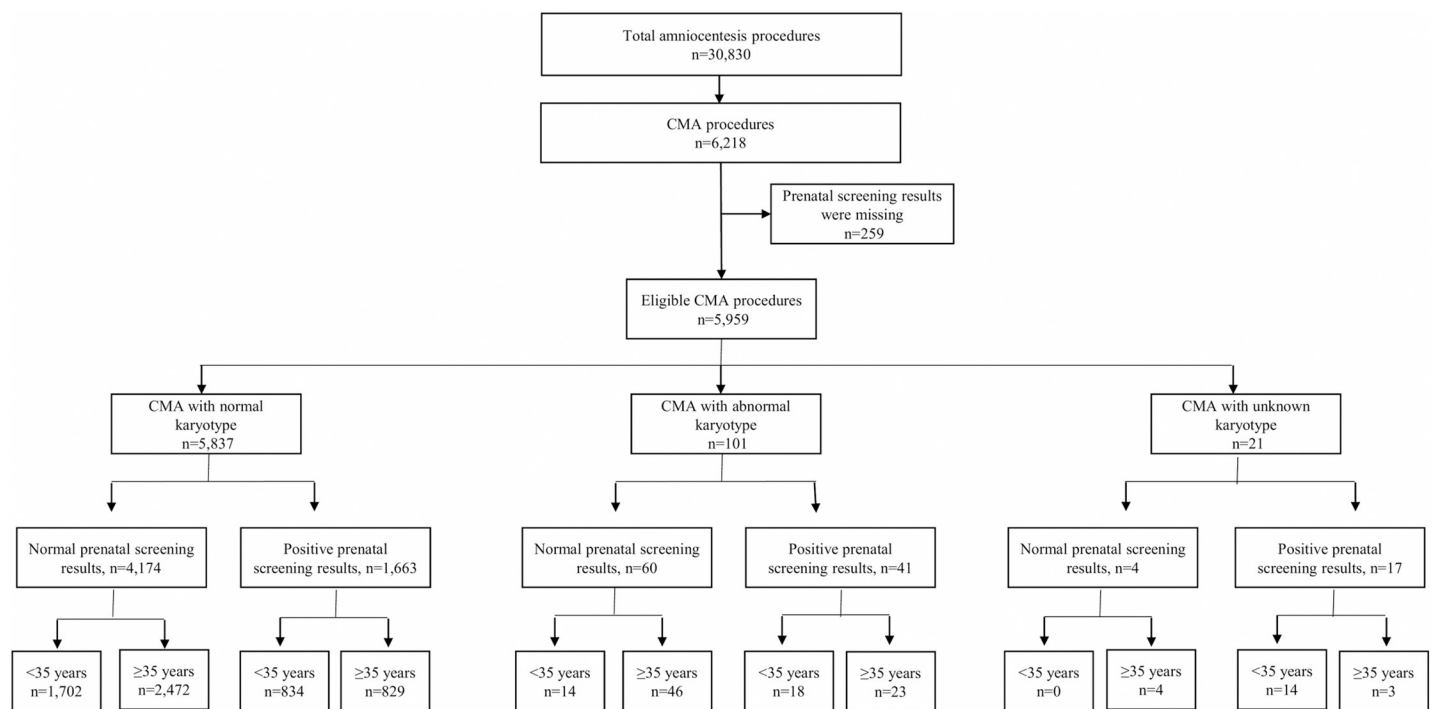 Total amniocentesis procedures
n=30,830
CMA procedures
n=6,218
Prenatal screening results
were missing
n=259
Eligible CMA procedures
n=5,959
CMA with normal
karyotype
n=5,837
CMA with abnormal
karyotype
n=101
CMA with unknown
karyotype
n=21
Normal prenatal screening
results, n=4,174
Positive prenatal
screening results, n=1,663
Normal prenatal screening
results, n=60
Positive prenatal
screening results, n=41
Normal prenatal screening
results, n=4
Positive prenatal
screening results, n=17
<35 years
n=1,702
≥35 years
n=2,472
<35 years
n=834
≥35 years
n=829
<35 years
n=14
≥35 years
n=46
<35 years
n=18
≥35 years
n=23
<35 years
n=0
≥35 years
n=4
<35 years
n=14
≥35 years
n=3